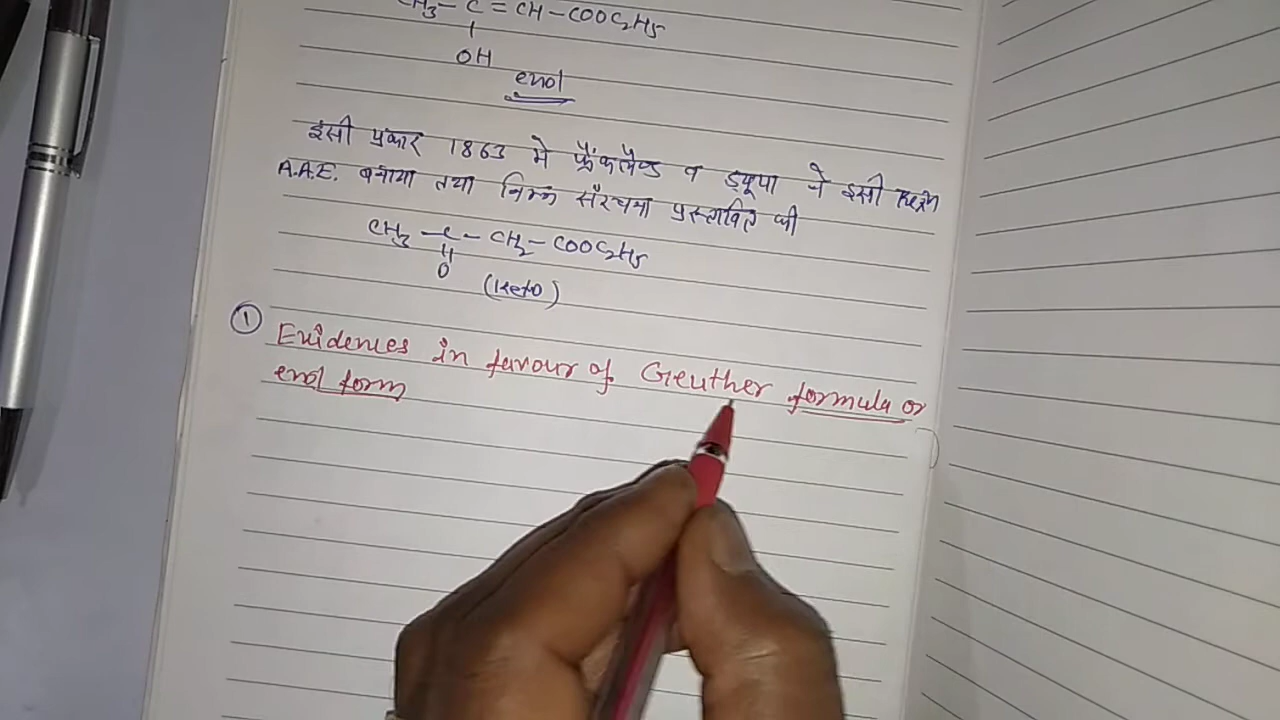 CH3 - C = CH - COOC2H5
OH
enol
इसी प्रकार 1863 मे फ्रैंकलैण्ड व ड्यूपा ने इसी
A.A.E. बनाया तथा निम्न संरचना प्रस्तावित की
CH3 - C - CH2 - COOC2H5
O
(keto)
① Evidences in favour of Geuther formula or
enol form